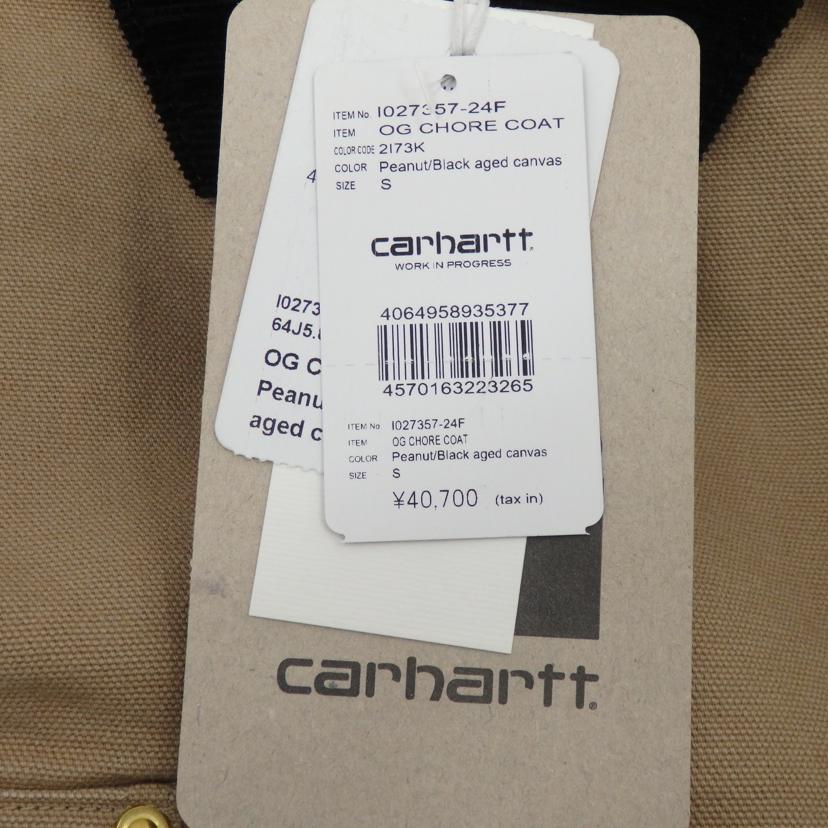 ITEM No. I027357-24F
ITEM OG CHORE COAT
COLOR CODE 2I73K
COLOR Peanut/Black aged canvas
SIZE S
carhartt
WORK IN PROGRESS
4064958935377
4570163223265
ITEM No I027357-24F
ITEM OG CHORE COAT
COLOR Peanut/Black aged canvas
SIZE S
¥40,700 (tax in)
4
I0273
64J5.
OG C
Peanu
aged c
carhartt